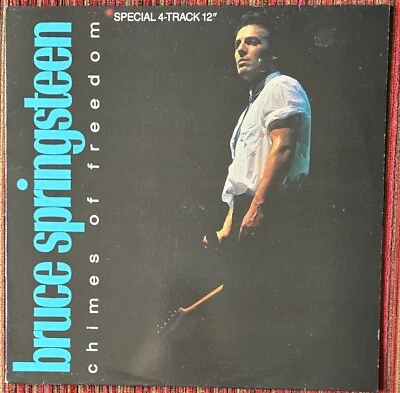 SPECIAL 4-TRACK 12"
bruce springsteen
chimes of freedom